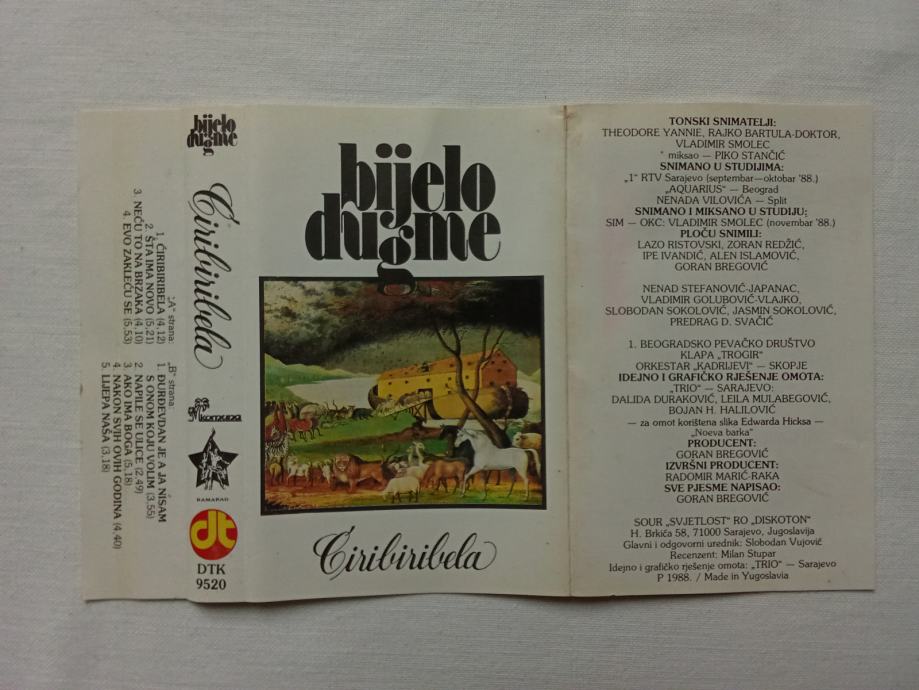 "A" strana:
1. ĆIRIBIRIBELA (4,12)
2. ŠTA IMA NOVO (5,21)
3. NEĆU TO NA BRZAKA (4,10)
4. EVO ZAKLEĆU SE (5,53)
"B" strana:
1. ĐURĐEVDAN JE A JA NISAM
S ONOM KOJU VOLIM (3,55)
2. NAPILE SE ULICE (2,49)
3. AKO IMA BOGA (5,18)
4. NAKON SVIH OVIH GODINA (4,40)
5. LIJEPA NAŠA (3,18)
bijelo
dugme
Ćiribiribela
komuna
KAMARAD
dt
DTK
9520
bijelo
dugme
Ćiribiribela
TONSKI SNIMATELJI:
THEODORE YANNIE, RAJKO BARTULA-DOKTOR,
VLADIMIR SMOLEC
* miksao — PIKO STANČIĆ
SNIMANO U STUDIJIMA:
„1" RTV Sarajevo (septembar—oktobar '88.)
„AQUARIUS" — Beograd
NENADA VILOVIĆA — Split
SNIMANO I MIKSANO U STUDIJU;
SIM — OKC: VLADIMIR SMOLEC (novembar '88.)
PLOČU SNIMILI:
LAZO RISTOVSKI, ZORAN REDŽIĆ,
IPE IVANDIĆ, ALEN ISLAMOVIĆ,
GORAN BREGOVIĆ
NENAD STEFANOVIĆ-JAPANAC,
VLADIMIR GOLUBOVIĆ-VLAJKO,
SLOBODAN SOKOLOVIĆ, JASMIN SOKOLOVIĆ,
PREDRAG D. SVAČIĆ
1. BEOGRADSKO PEVAČKO DRUŠTVO
KLAPA „TROGIR"
ORKESTAR „KADRIJEVI" — SKOPJE
IDEJNO I GRAFIČKO RJEŠENJE OMOTA:
„TRIO" — SARAJEVO:
DALIDA DURAKOVIĆ, LEILA MULABEGOVIĆ,
BOJAN H. HALILOVIĆ
— za omot korištena slika Edwarda Hicksa —
„Noeva barka"
PRODUCENT:
GORAN BREGOVIĆ
IZVRŠNI PRODUCENT:
RADOMIR MARIĆ-RAKA
SVE PJESME NAPISAO:
GORAN BREGOVIĆ
SOUR „SVJETLOST" RO „DISKOTON"
H. Brkića 58, 71000 Sarajevo, Jugoslavija
Glavni i odgovorni urednik: Slobodan Vujović
Recenzent: Milan Stupar
Idejno i grafičko rješenje omota: „TRIO" — Sarajevo
P 1988. / Made in Yugoslavia